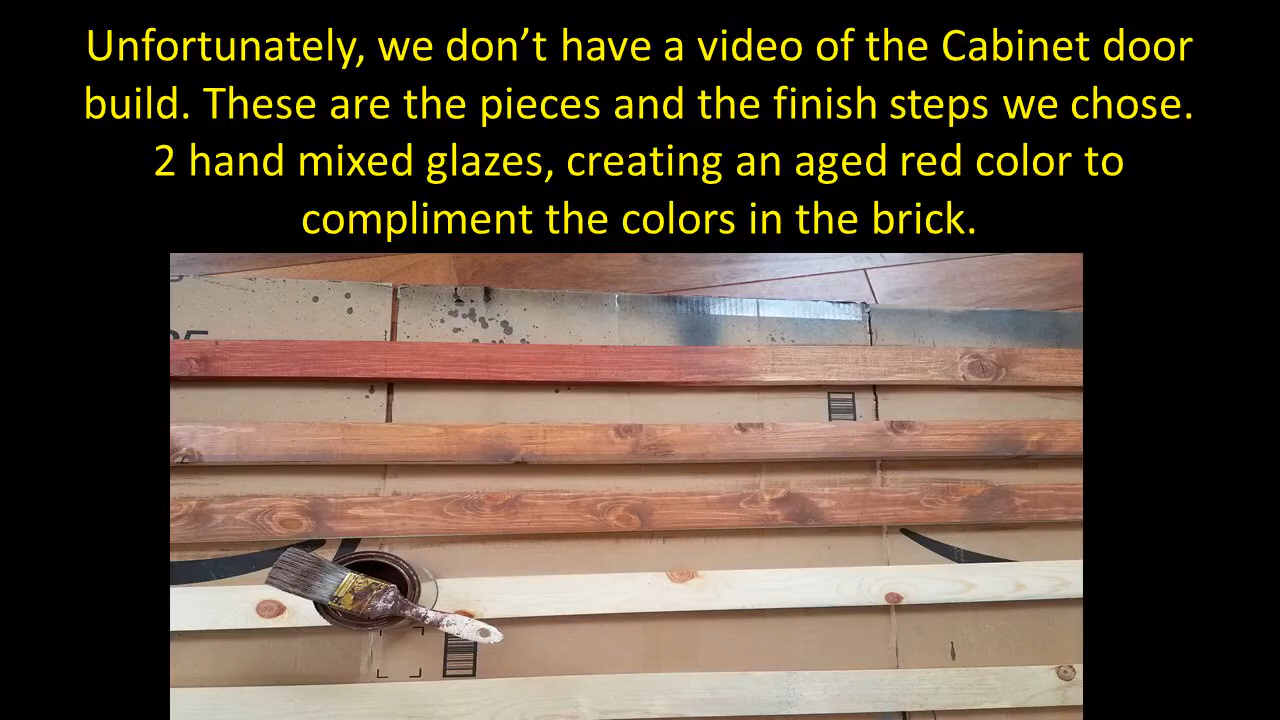 Unfortunately, we don’t have a video of the Cabinet door
build. These are the pieces and the finish steps we chose.
2 hand mixed glazes, creating an aged red color to
compliment the colors in the brick.